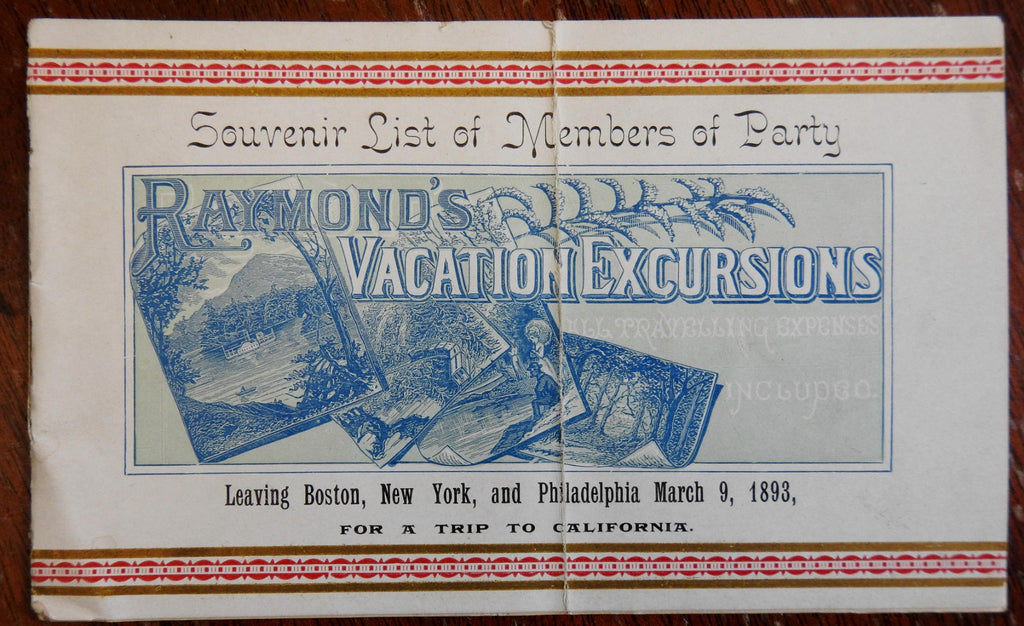 Souvenir List of Members of Party
RAYMOND'S
VACATION EXCURSIONS
ALL TRAVELLING EXPENSES
INCLUDED.
Leaving Boston, New York, and Philadelphia March 9, 1893,
FOR A TRIP TO CALIFORNIA.